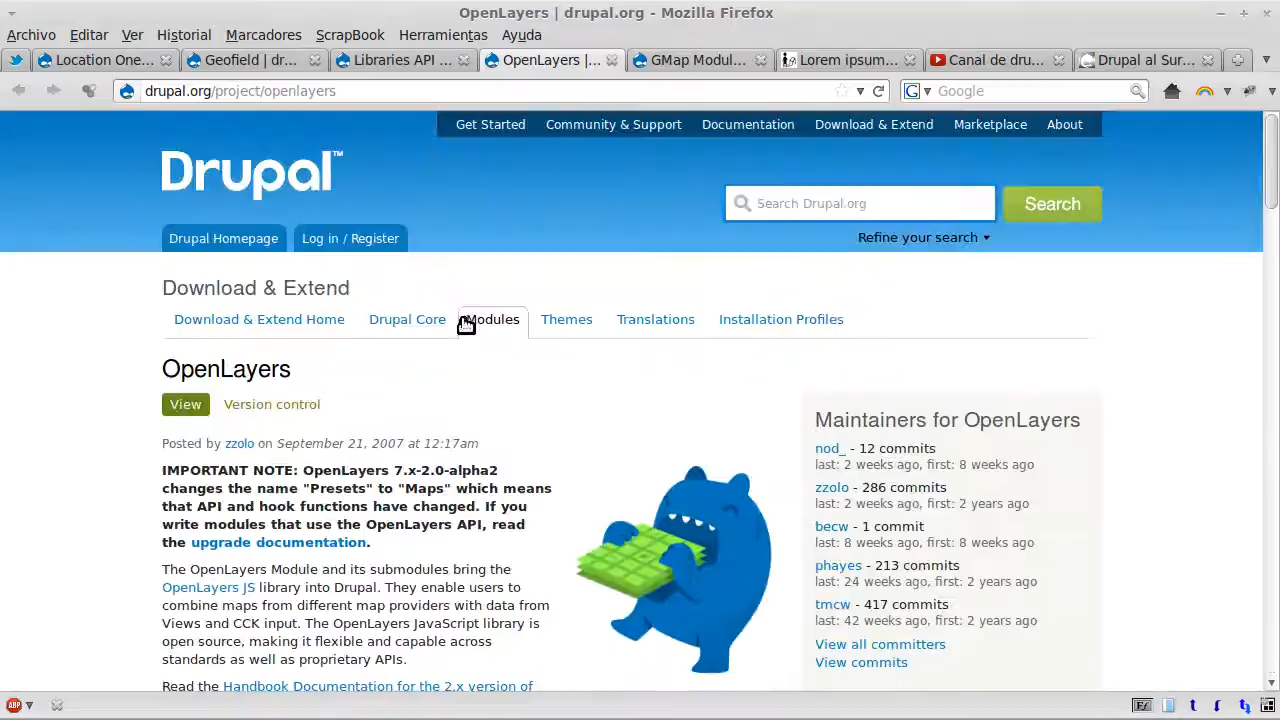 OpenLayers | drupal.org - Mozilla Firefox
Archivo Editar Ver Historial Marcadores ScrapBook Herramientas Ayuda
Location One... Geofield | dr... Libraries API ... OpenLayers |... GMap Modul... Lorem ipsum... Canal de dru... Drupal al Sur...
drupal.org/project/openlayers
Google
Get Started Community & Support Documentation Download & Extend Marketplace About
Drupal™
Search Drupal.org
Search
Refine your search
Drupal Homepage Log in / Register
Download & Extend
Download & Extend Home Drupal Core Modules Themes Translations Installation Profiles
OpenLayers
View Version control
Posted by zzolo on September 21, 2007 at 12:17am
IMPORTANT NOTE: OpenLayers 7.x-2.0-alpha2
changes the name "Presets" to "Maps" which means
that API and hook functions have changed. If you
write modules that use the OpenLayers API, read
the upgrade documentation.
The OpenLayers Module and its submodules bring the
OpenLayers JS library into Drupal. They enable users to
combine maps from different map providers with data from
Views and CCK input. The OpenLayers JavaScript library is
open source, making it flexible and capable across
standards as well as proprietary APIs.
Read the Handbook Documentation for the 2.x version of
Maintainers for OpenLayers
nod_ - 12 commits
last: 2 weeks ago, first: 8 weeks ago
zzolo - 286 commits
last: 2 weeks ago, first: 2 years ago
becw - 1 commit
last: 8 weeks ago, first: 8 weeks ago
phayes - 213 commits
last: 24 weeks ago, first: 2 years ago
tmcw - 417 commits
last: 42 weeks ago, first: 2 years ago
View all committers
View commits
ABP